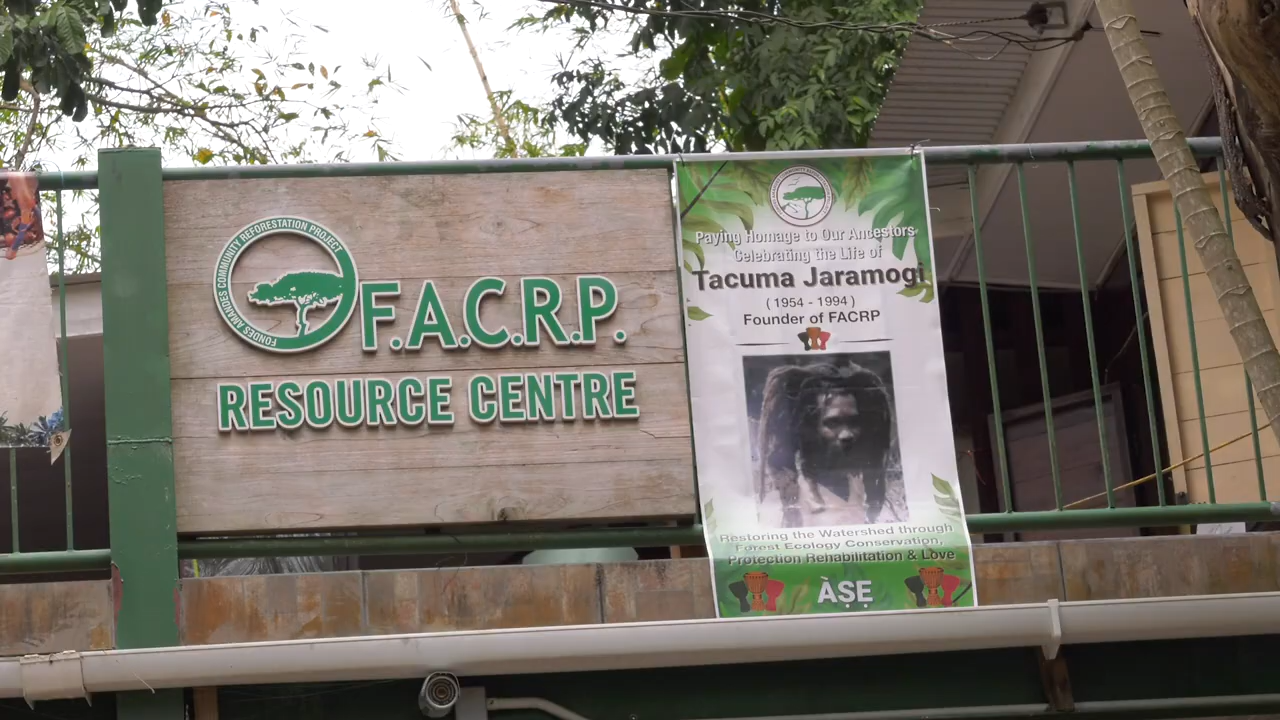 FONDES AMANDES COMMUNITY REFORESTATION PROJECT
F.A.C.R.P.
RESOURCE CENTRE
Paying Homage to Our Ancestors
Celebrating the Life of
Tacuma Jaramogi
( 1954 - 1994 )
Founder of FACRP
Restoring the Watershed through
Forest Ecology Conservation,
Protection Rehabilitation & Love
ÀṢẸ